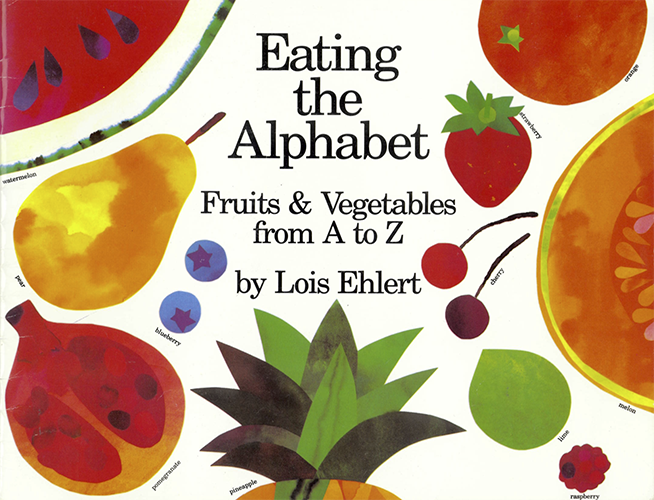 Eating
the
Alphabet
Fruits & Vegetables
from A to Z
by Lois Ehlert
orange
strawberry
watermelon
pear
cherry
blueberry
melon
lime
pomegranate
pineapple
raspberry